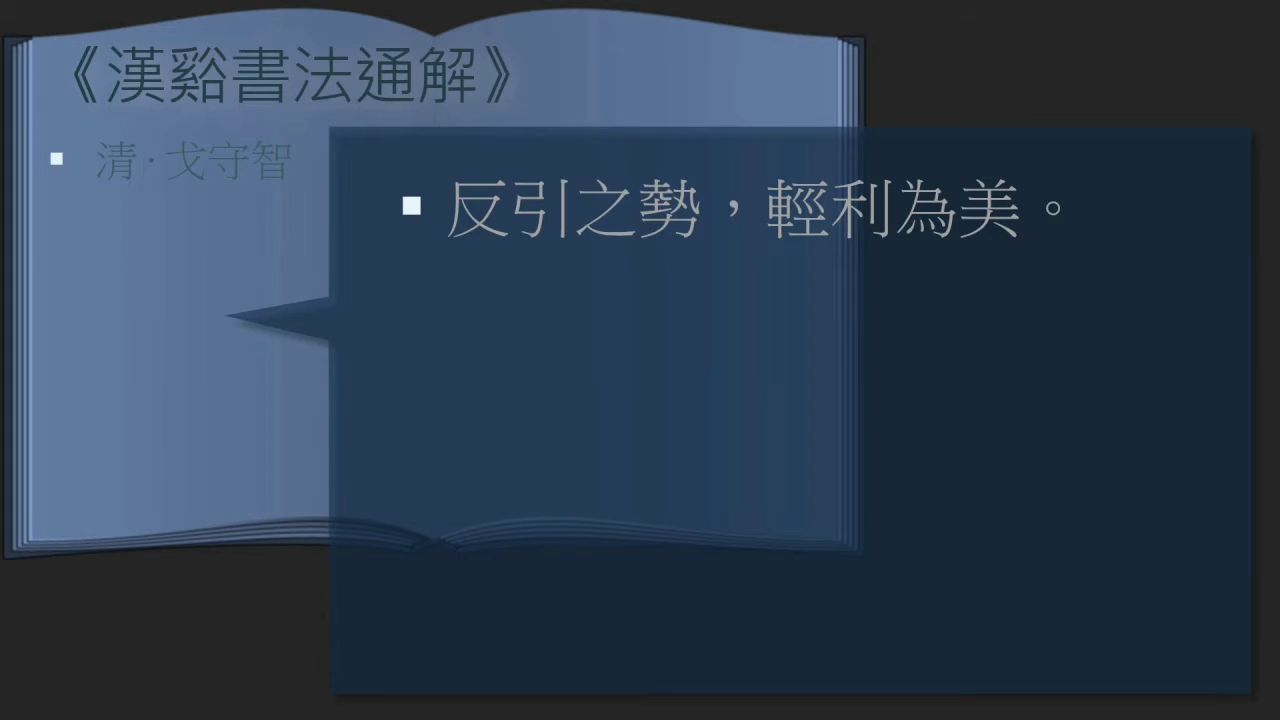 《漢谿書法通解》
清·戈守智
反引之勢，輕利為美。